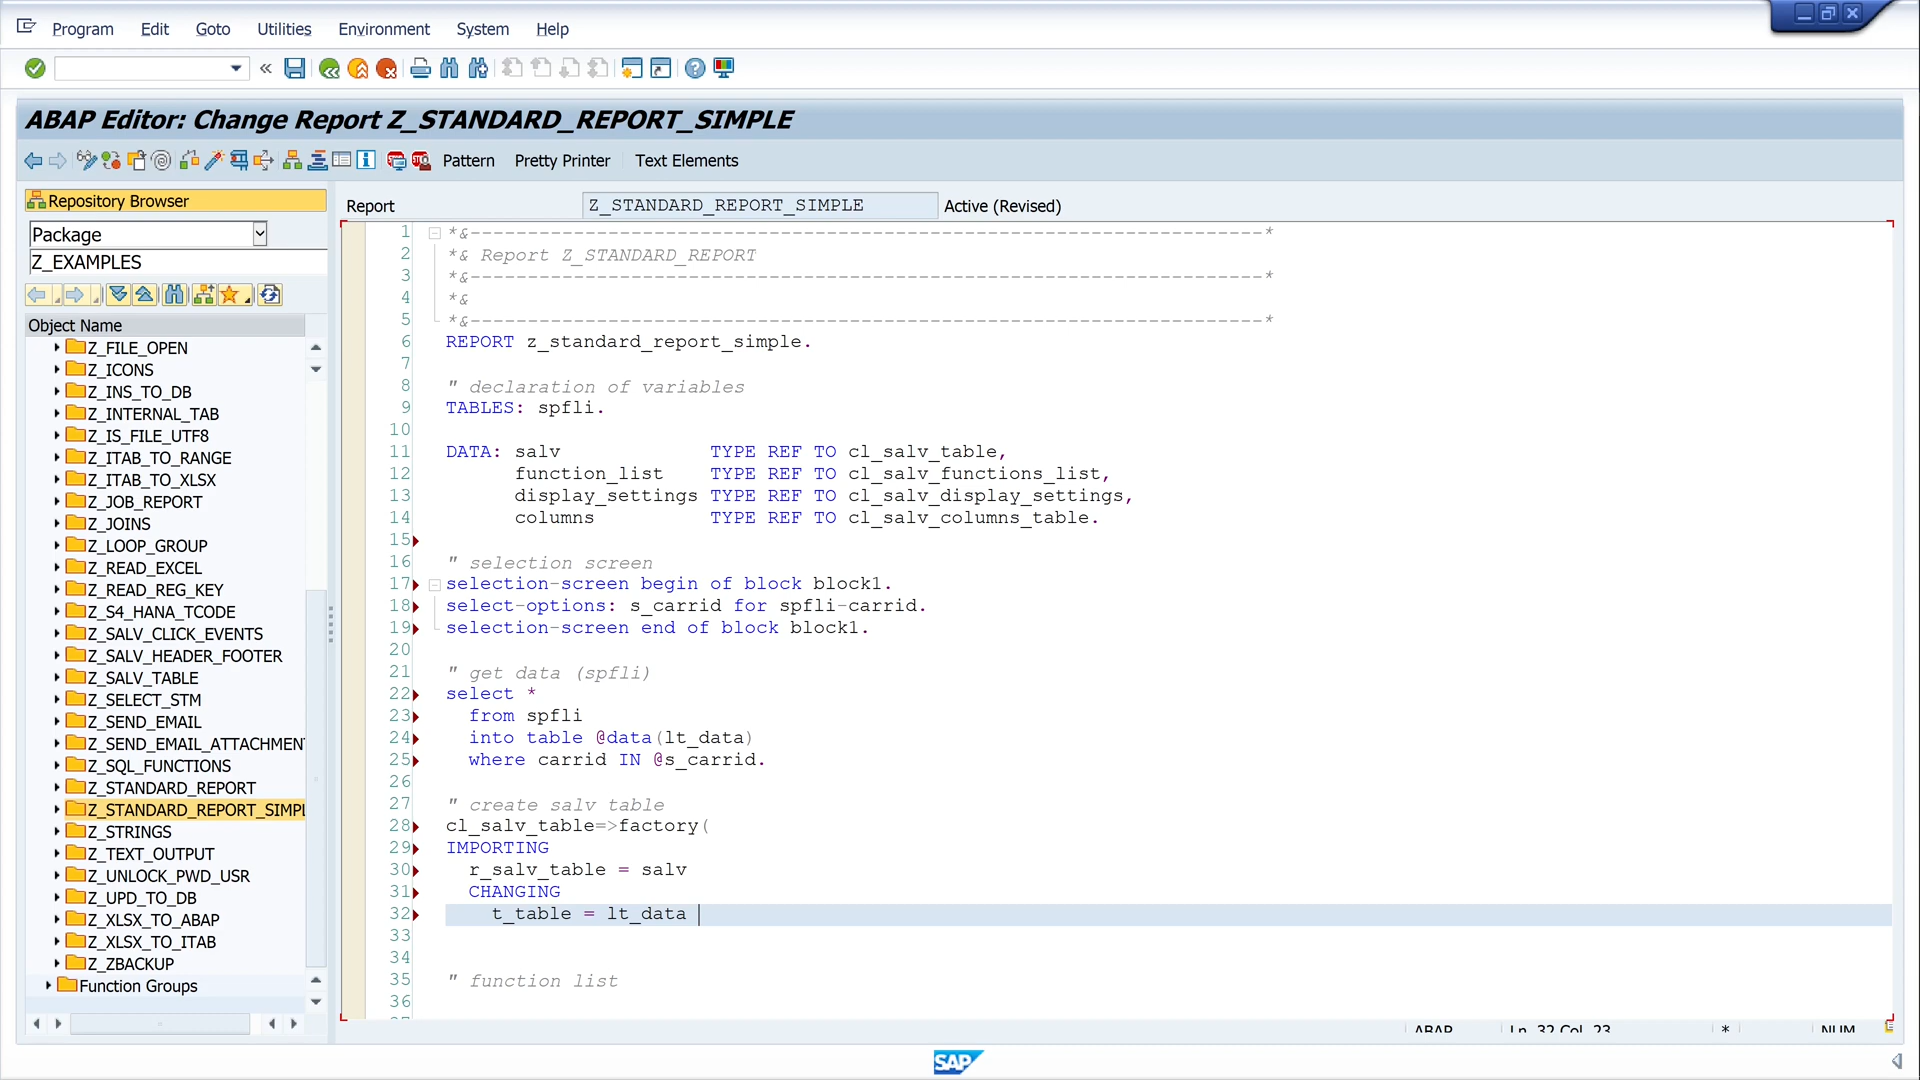 Program Edit Goto Utilities Environment System Help
ABAP Editor: Change Report Z_STANDARD_REPORT_SIMPLE
Pattern Pretty Printer Text Elements
Repository Browser
Package
Z_EXAMPLES
Object Name
Z_FILE_OPEN
Z_ICONS
Z_INS_TO_DB
Z_INTERNAL_TAB
Z_IS_FILE_UTF8
Z_ITAB_TO_RANGE
Z_ITAB_TO_XLSX
Z_JOB_REPORT
Z_JOINS
Z_LOOP_GROUP
Z_READ_EXCEL
Z_READ_REG_KEY
Z_S4_HANA_TCODE
Z_SALV_CLICK_EVENTS
Z_SALV_HEADER_FOOTER
Z_SALV_TABLE
Z_SELECT_STM
Z_SEND_EMAIL
Z_SEND_EMAIL_ATTACHMENT
Z_SQL_FUNCTIONS
Z_STANDARD_REPORT
Z_STANDARD_REPORT_SIMPL
Z_STRINGS
Z_TEXT_OUTPUT
Z_UNLOCK_PWD_USR
Z_UPD_TO_DB
Z_XLSX_TO_ABAP
Z_XLSX_TO_ITAB
Z_ZBACKUP
Function Groups
Report Z_STANDARD_REPORT_SIMPLE Active (Revised)
1 *&---------------------------------------------------------------------*
2 *& Report Z_STANDARD_REPORT
3 *&---------------------------------------------------------------------*
4 *&
5 *&---------------------------------------------------------------------*
6 REPORT z_standard_report_simple.
7
8 " declaration of variables
9 TABLES: spfli.
10
11 DATA: salv TYPE REF TO cl_salv_table,
12 function_list TYPE REF TO cl_salv_functions_list,
13 display_settings TYPE REF TO cl_salv_display_settings,
14 columns TYPE REF TO cl_salv_columns_table.
15
16 " selection screen
17 selection-screen begin of block block1.
18 select-options: s_carrid for spfli-carrid.
19 selection-screen end of block block1.
20
21 " get data (spfli)
22 select *
23 from spfli
24 into table @data(lt_data)
25 where carrid IN @s_carrid.
26
27 " create salv table
28 cl_salv_table=>factory(
29 IMPORTING
30 r_salv_table = salv
31 CHANGING
32 t_table = lt_data
33
34
35 " function list
36
ABAP Ln 32 Col 23 * NUM
SAP